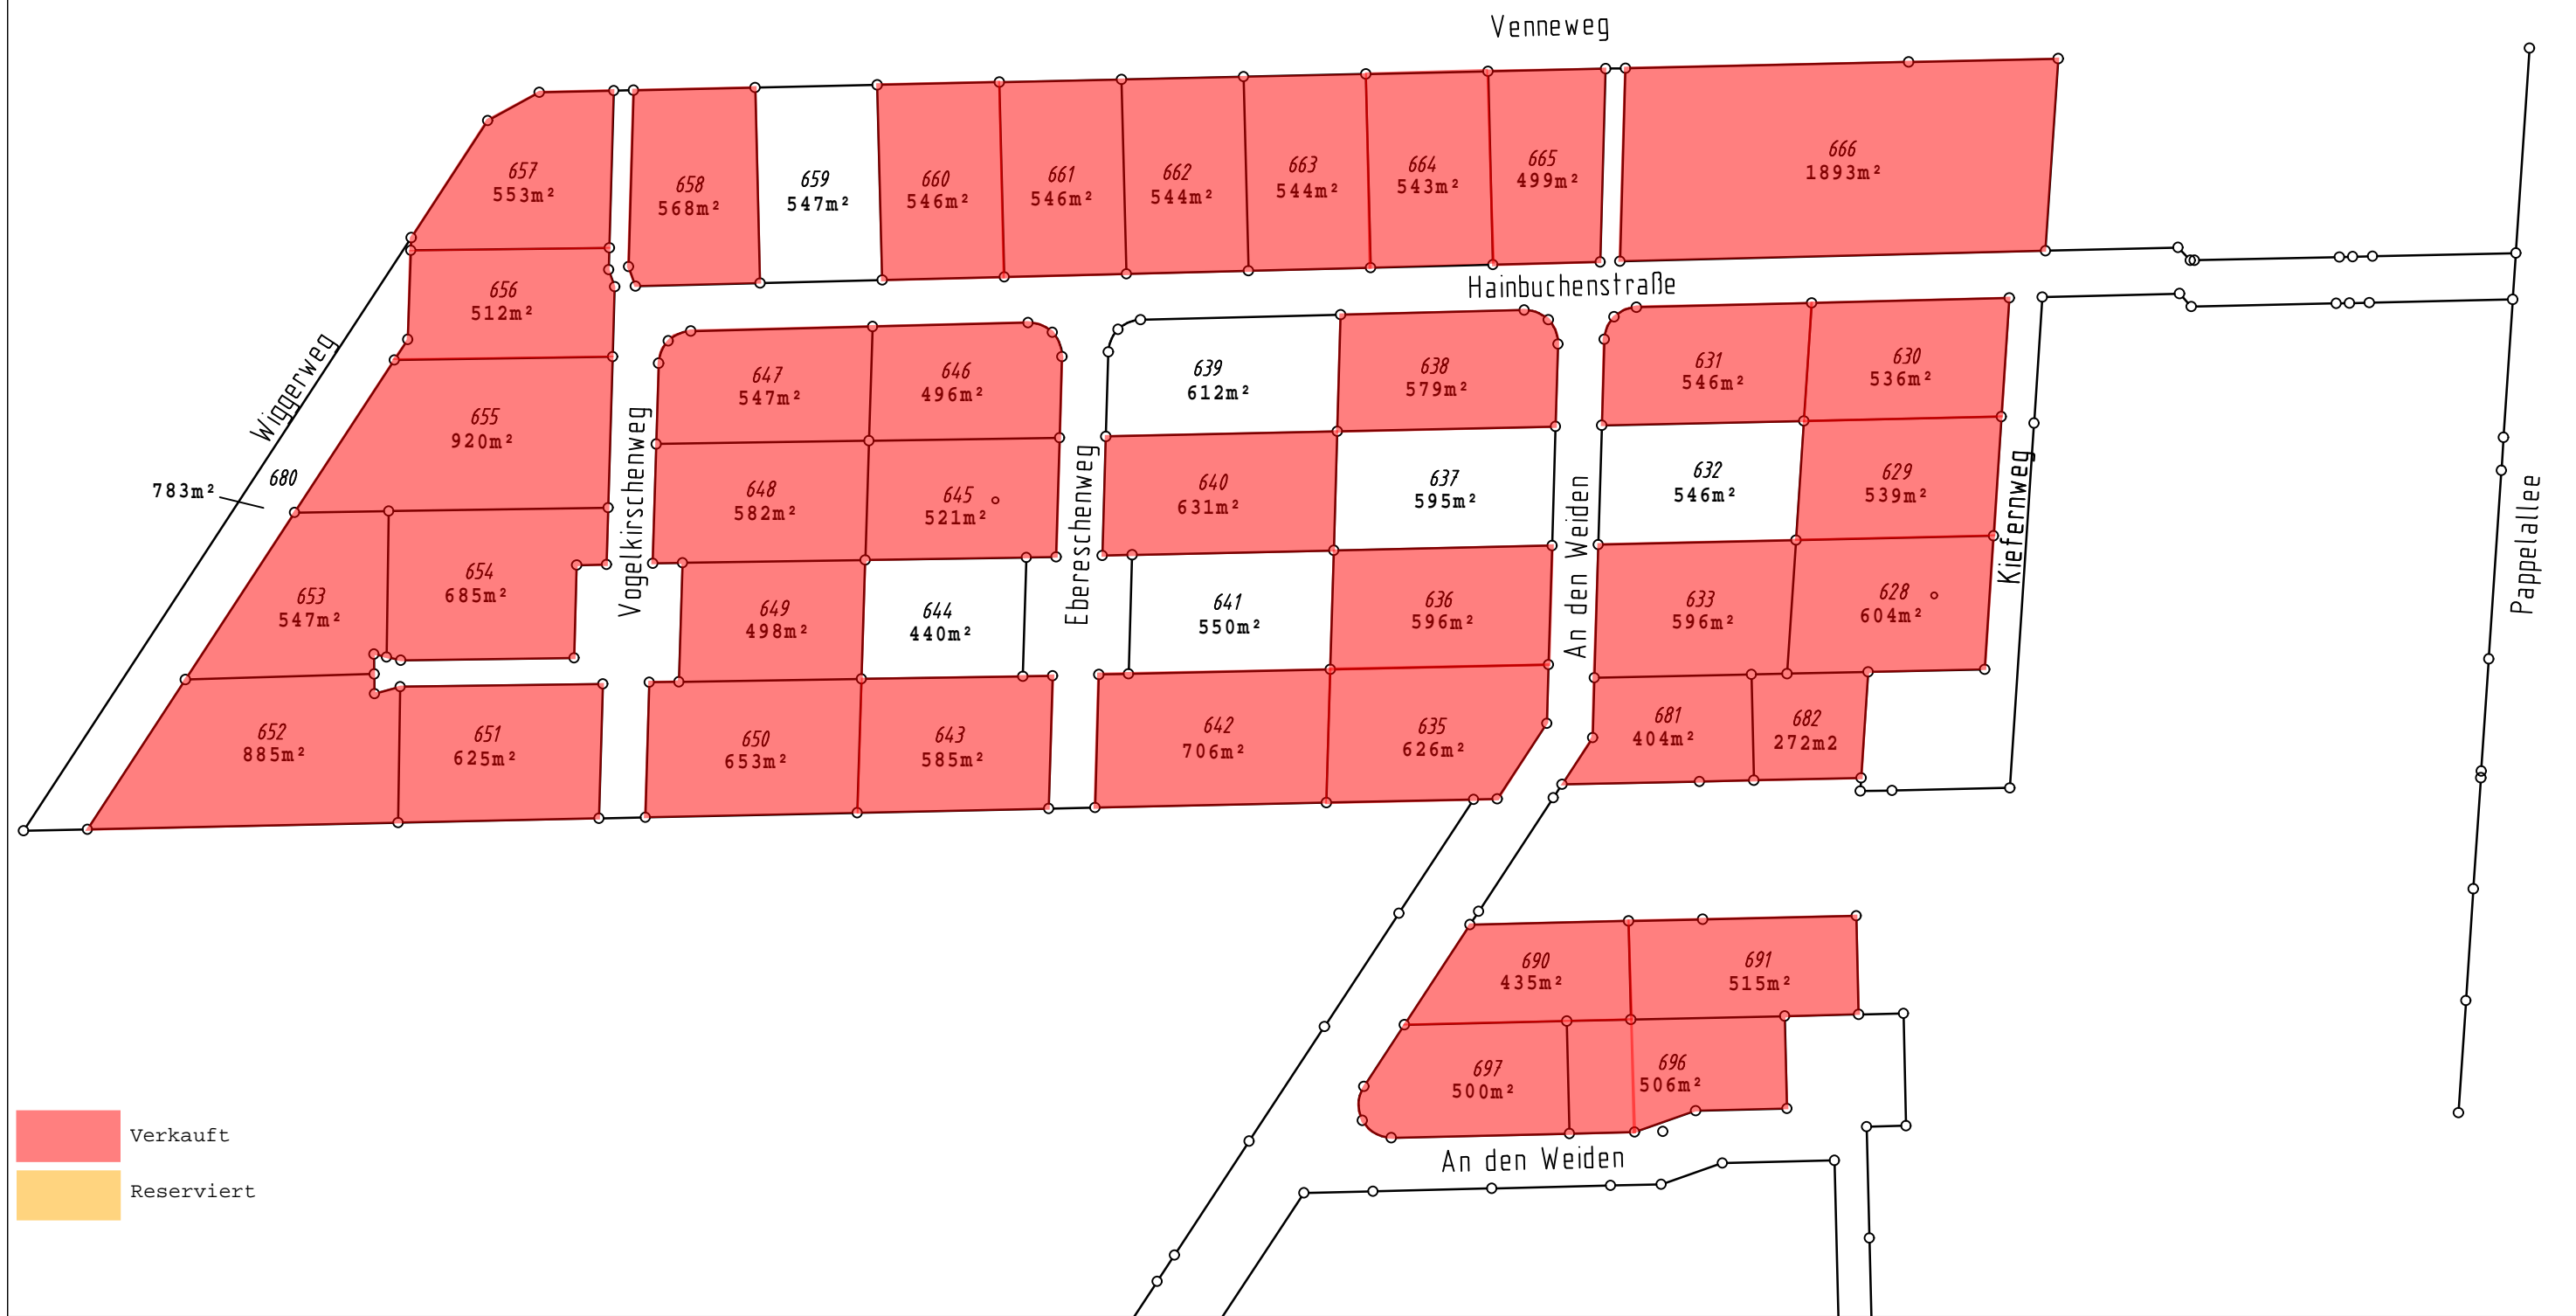 Venneweg
657
553m²
658
568m²
659
547m²
660
546m²
661
546m²
662
544m²
663
544m²
664
543m²
665
499m²
666
1893m²
Hainbuchenstraße
656
512m²
Wiggerweg
655
920m²
680
783m²
Vogelkirschenweg
647
547m²
646
496m²
648
582m²
645
521m²
Ebereschenweg
639
612m²
638
579m²
640
631m²
637
595m²
An den Weiden
631
546m²
630
536m²
632
546m²
629
539m²
Kiefernweg
Pappelallee
653
547m²
654
685m²
649
498m²
644
440m²
641
550m²
636
596m²
633
596m²
628
604m²
652
885m²
651
625m²
650
653m²
643
585m²
642
706m²
635
626m²
681
404m²
682
272m2
690
435m²
691
515m²
697
500m²
696
506m²
An den Weiden
Verkauft
Reserviert